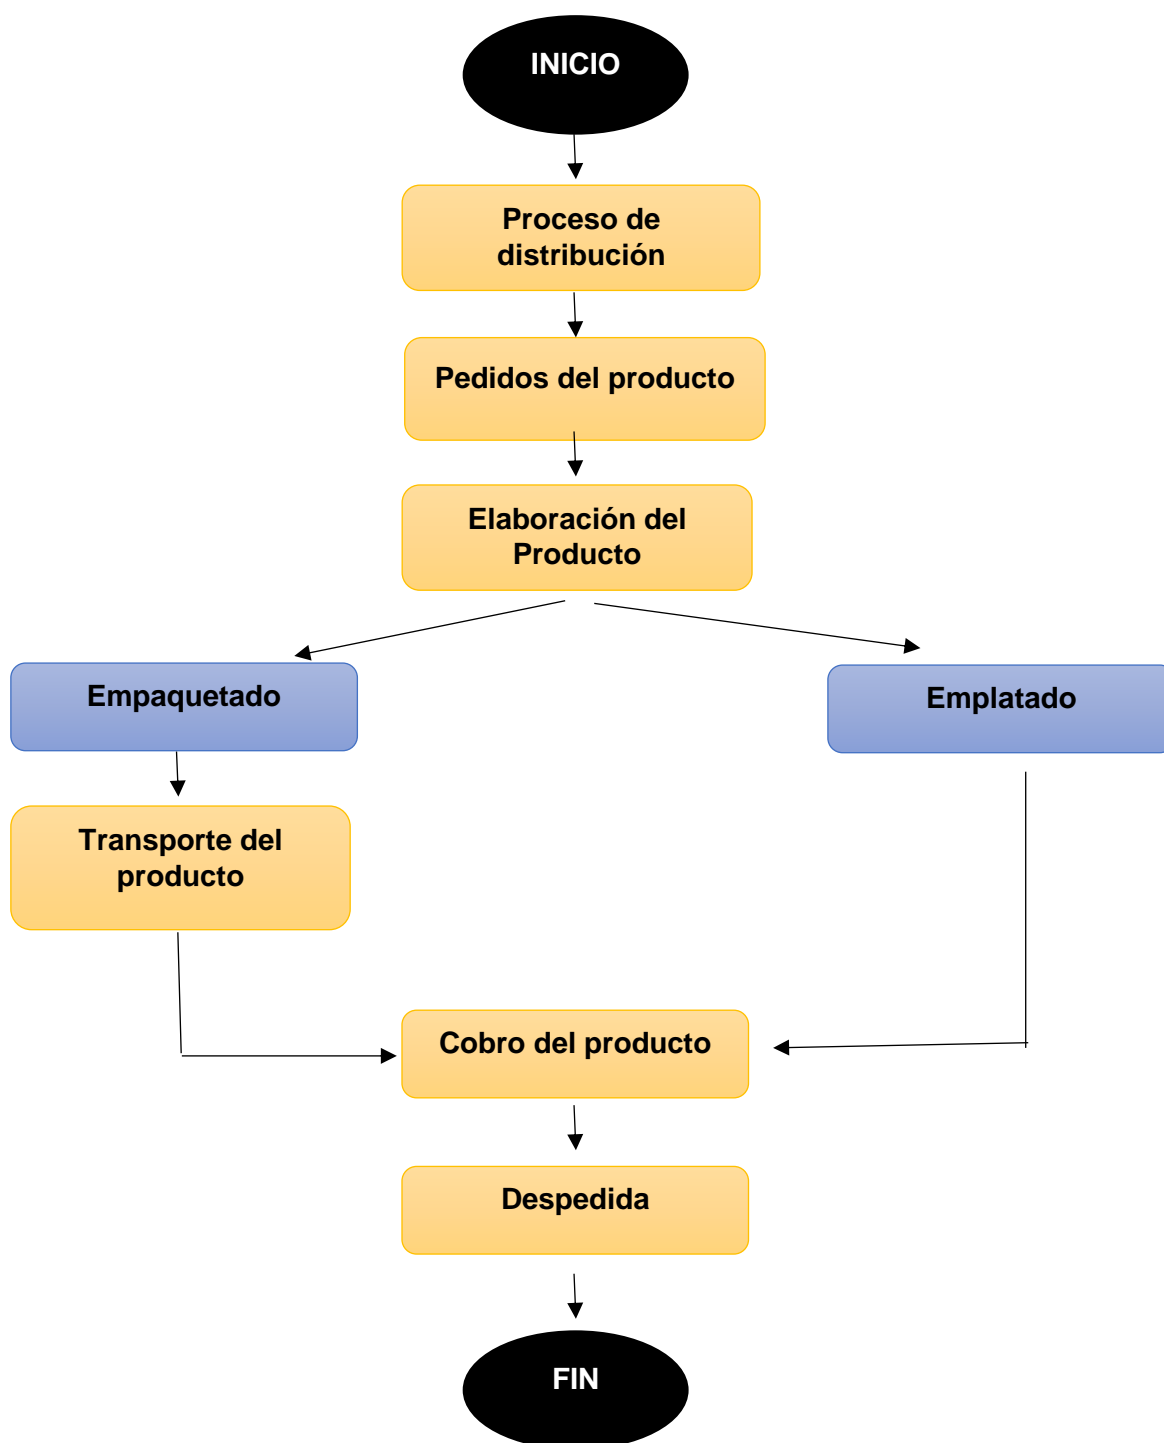 INICIO
Proceso de
distribución
Pedidos del producto
Elaboración del
Producto
Empaquetado
Emplatado
Transporte del
producto
Cobro del producto
Despedida
FIN